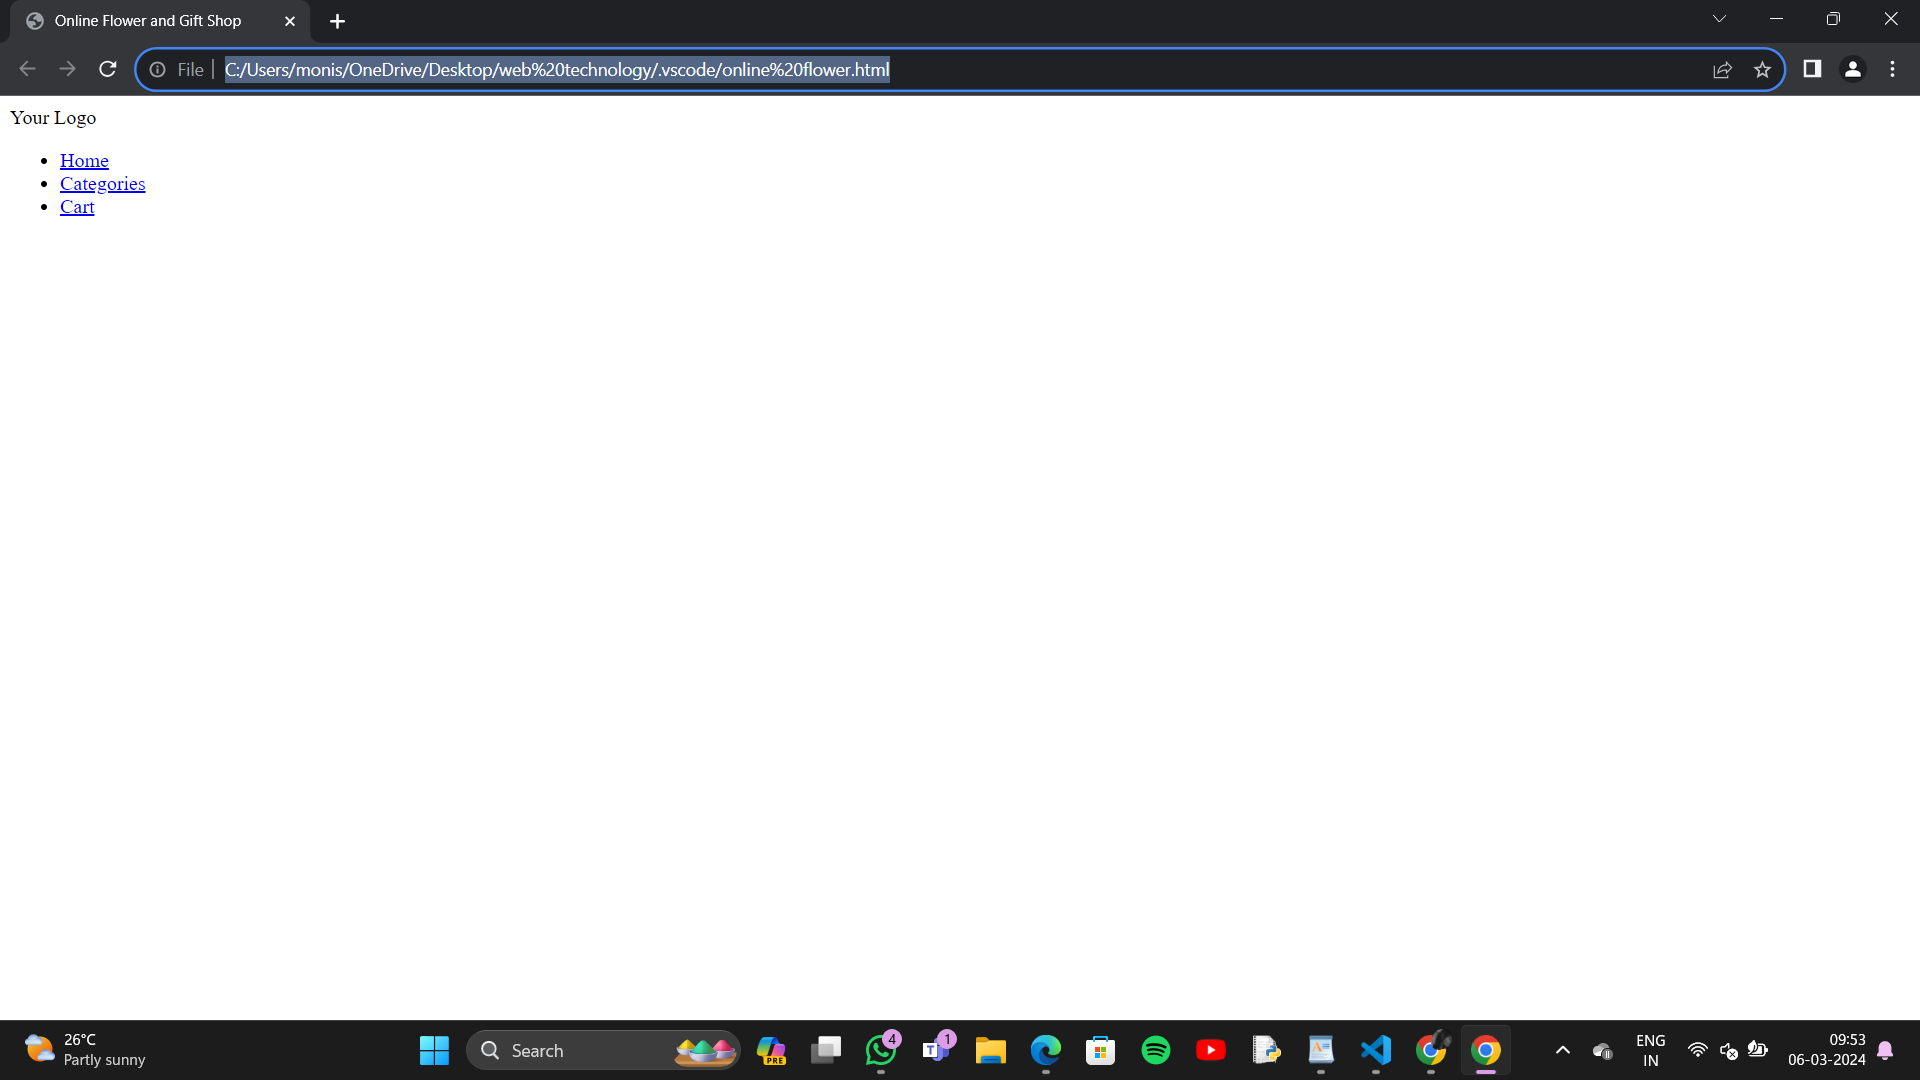 Online Flower and Gift Shop
File
C:/Users/monis/OneDrive/Desktop/web%20technology/.vscode/online%20flower.html
Your Logo
Home
Categories
Cart
26°C
Partly sunny
Search
PRE
4
T
1
ENG
IN
09:53
06-03-2024